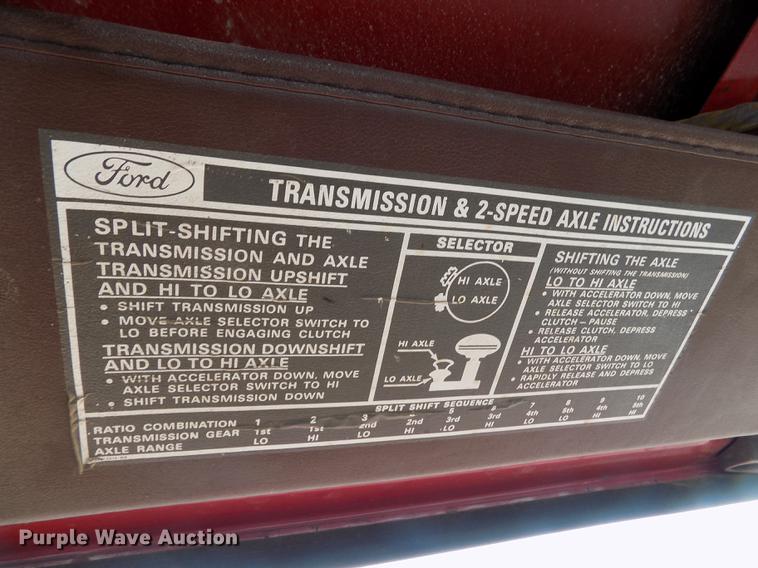 Ford
TRANSMISSION & 2-SPEED AXLE INSTRUCTIONS
SPLIT-SHIFTING THE
TRANSMISSION AND AXLE
TRANSMISSION UPSHIFT
AND HI TO LO AXLE
• SHIFT TRANSMISSION UP
• MOVE AXLE SELECTOR SWITCH TO
LO BEFORE ENGAGING CLUTCH
TRANSMISSION DOWNSHIFT
AND LO TO HI AXLE
• WITH ACCELERATOR DOWN, MOVE
AXLE SELECTOR SWITCH TO HI
• SHIFT TRANSMISSION DOWN
SELECTOR
HI AXLE
LO AXLE
HI AXLE
LO AXLE
SHIFTING THE AXLE
(WITHOUT SHIFTING THE TRANSMISSION)
LO TO HI AXLE
• WITH ACCELERATOR DOWN, MOVE
AXLE SELECTOR SWITCH TO HI
• RELEASE ACCELERATOR, DEPRESS
CLUTCH - PAUSE
• RELEASE CLUTCH, DEPRESS
ACCELERATOR
HI TO LO AXLE
• WITH ACCELERATOR DOWN, MOVE
AXLE SELECTOR SWITCH TO LO
• RAPIDLY RELEASE AND DEPRESS
ACCELERATOR
SPLIT SHIFT SEQUENCE
RATIO COMBINATION 1 2 3 5 6 7 8 9 10
TRANSMISSION GEAR 1st 1st 2nd 2nd 3rd 3rd 4th 5th 4th 5th
AXLE RANGE LO HI LO HI LO HI LO LO HI HI
Purple Wave Auction